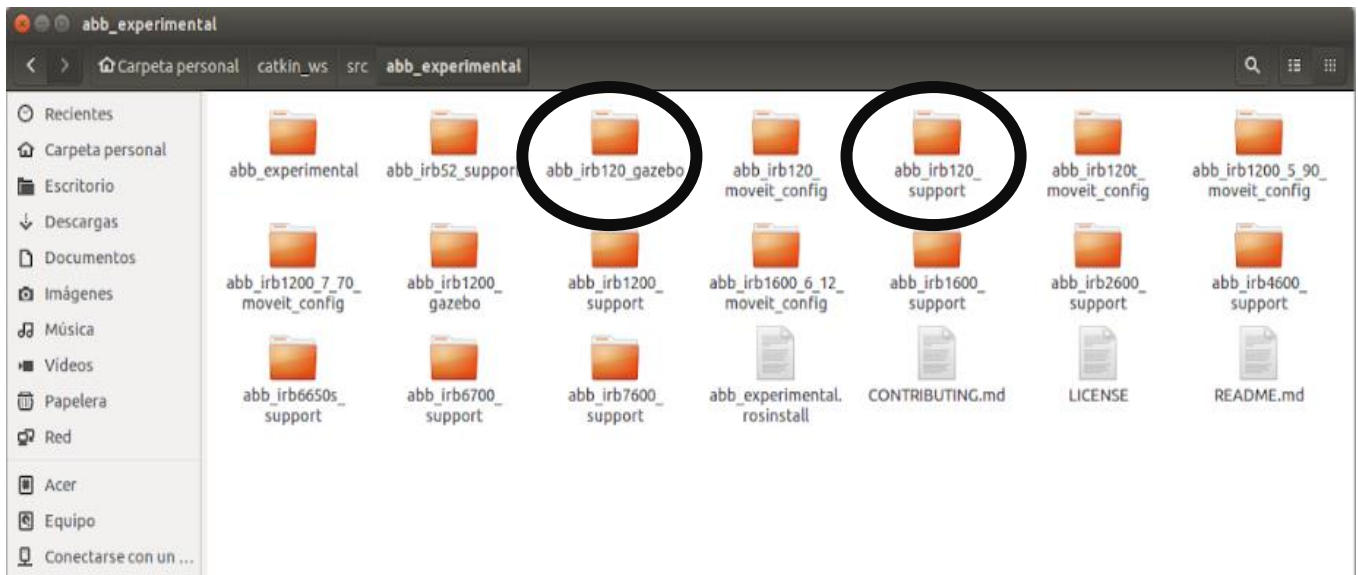 abb_experimental
Carpeta personal catkin_ws src abb_experimental
Recientes
Carpeta personal
Escritorio
Descargas
Documentos
Imágenes
Música
Vídeos
Papelera
Red
Acer
Equipo
Conectarse con un ...
abb_experimental
abb_irb52_support
abb_irb120_gazebo
abb_irb120_
moveit_config
abb_irb120_
support
abb_irb120t_
moveit_config
abb_irb1200_5_90_
moveit_config
abb_irb1200_7_70_
moveit_config
abb_irb1200_
gazebo
abb_irb1200_
support
abb_irb1600_6_12_
moveit_config
abb_irb1600_
support
abb_irb2600_
support
abb_irb4600_
support
abb_irb6650s_
support
abb_irb6700_
support
abb_irb7600_
support
abb_experimental.
rosinstall
CONTRIBUTING.md
LICENSE
README.md